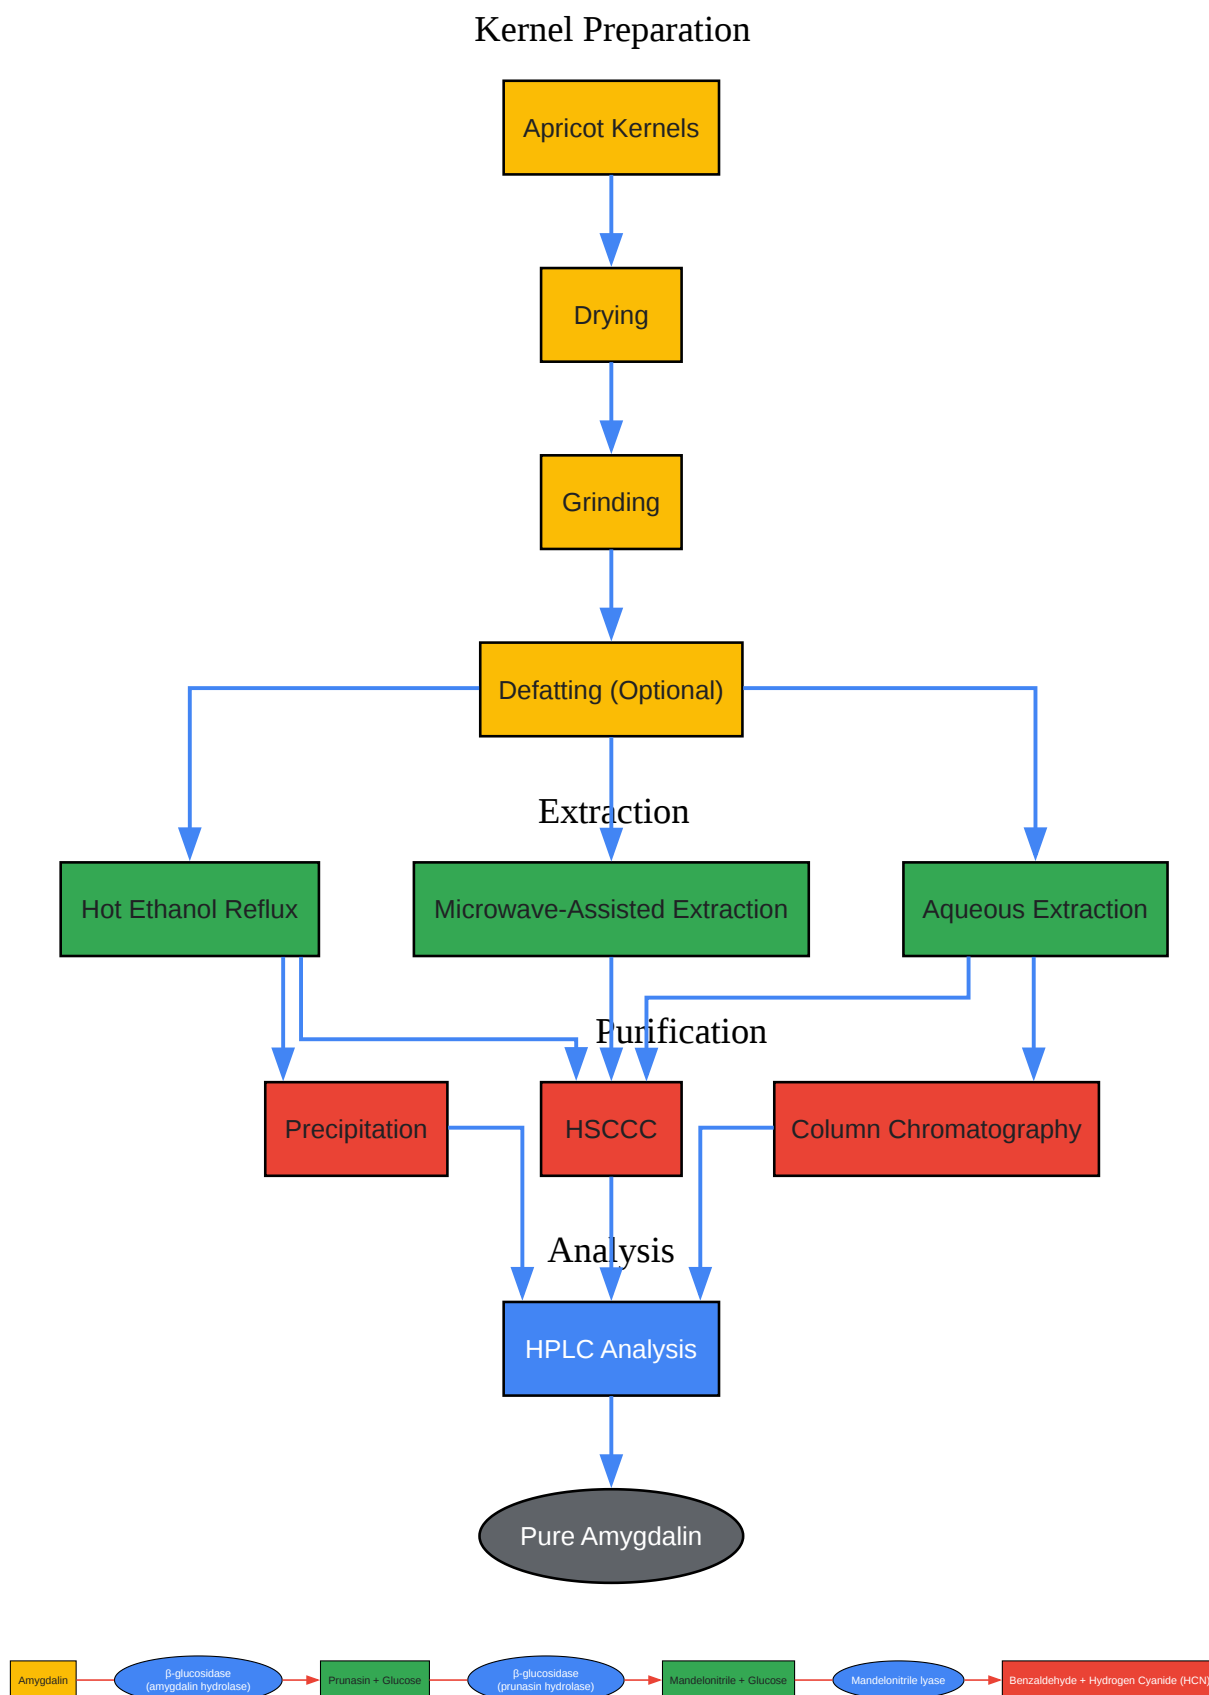 Kernel Preparation
Apricot Kernels
Drying
Grinding
Defatting (Optional)
Extraction
Hot Ethanol Reflux
Microwave-Assisted Extraction
Aqueous Extraction
Purification
Precipitation
HSCCC
Column Chromatography
Analysis
HPLC Analysis
Pure Amygdalin
Amygdalin
β-glucosidase
(amygdalin hydrolase)
Prunasin + Glucose
β-glucosidase
(prunasin hydrolase)
Mandelonitrile + Glucose
Mandelonitrile lyase
Benzaldehyde + Hydrogen Cyanide (HCN)